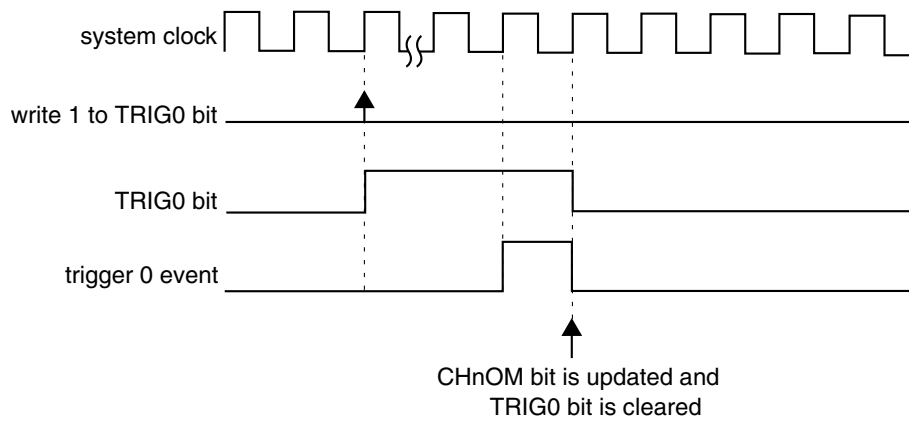 system clock
write 1 to TRIG0 bit
TRIG0 bit
trigger 0 event
CHnOM bit is updated and
TRIG0 bit is cleared